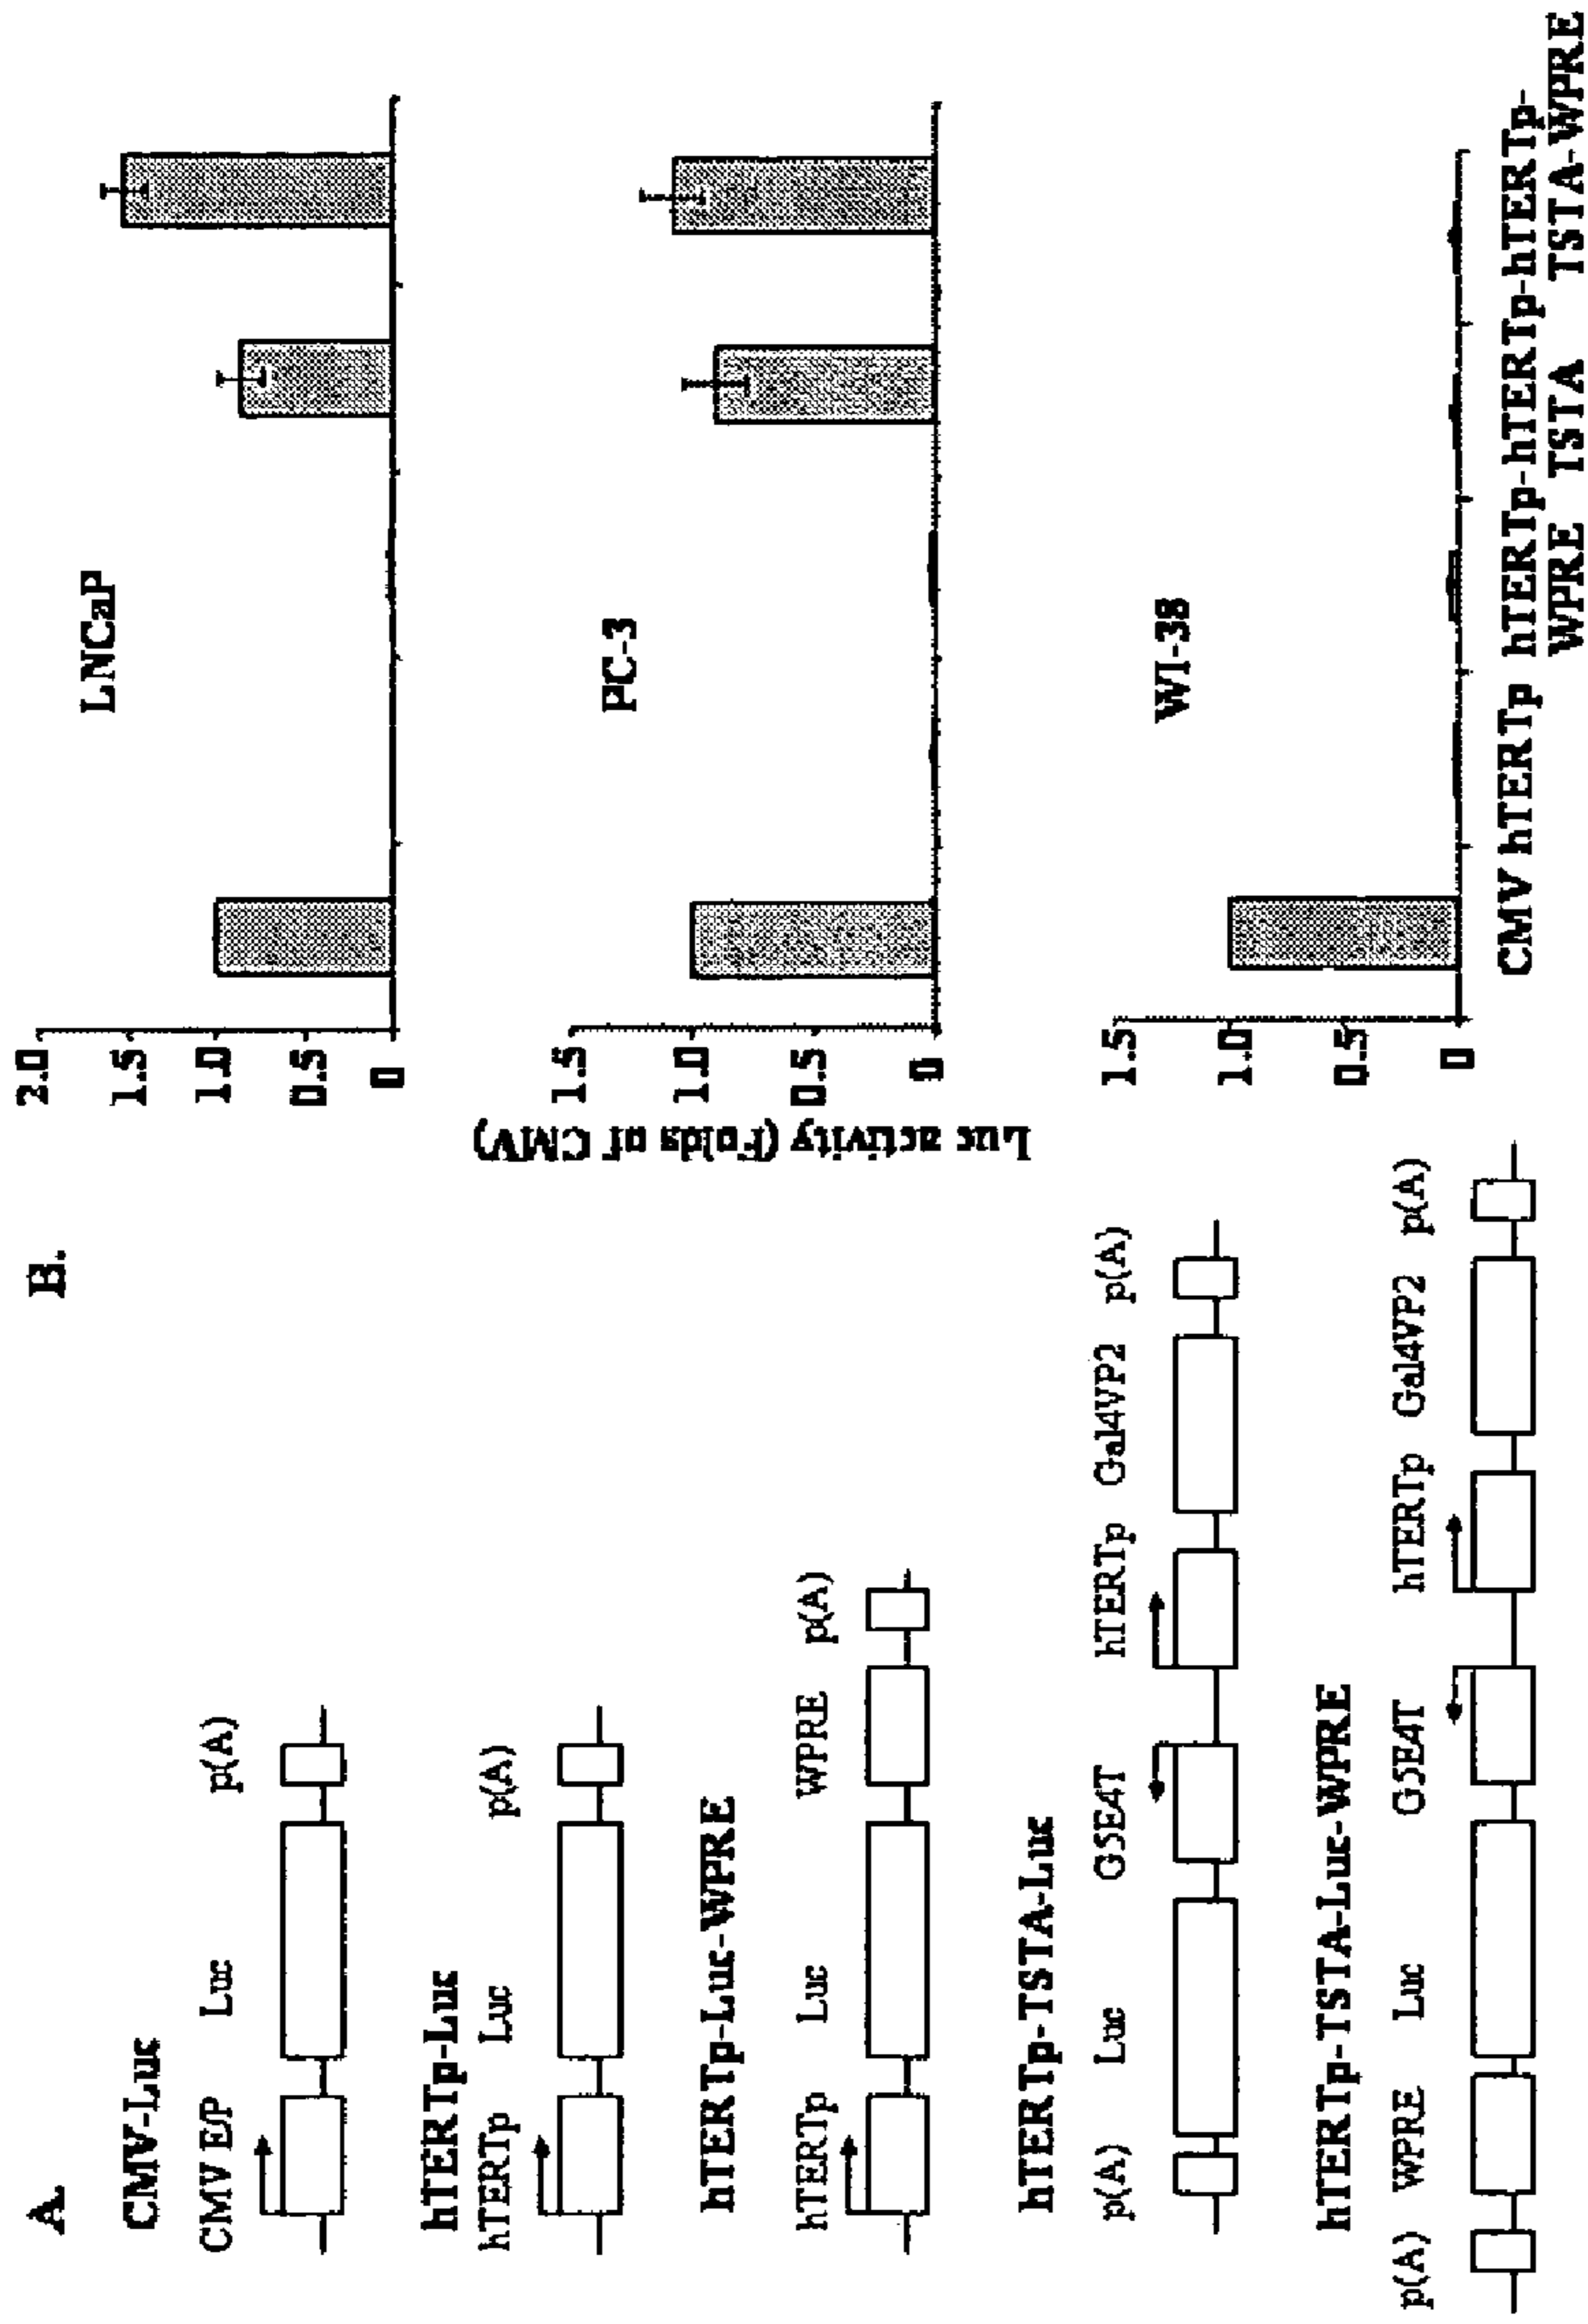 A.
CMV-Luc
CMV E/P Luc p(A)
hTERTp-Luc
hTERTp Luc p(A)
hTERTp-Luc-WPRE
hTERTp Luc WPRE p(A)
hTERTp-TSTA-Luc
p(A) Luc G5E4T hTERTp Gal4VP2 p(A)
hTERTp-TSTA-Luc-WPRE
p(A) WPRE Luc G5E4T hTERTp Gal4VP2 p(A)
B.
Luc activity (Folds of CMV)
LNCaP
2.0
1.5
1.0
0.5
0
PC-3
1.5
1.0
0.5
0
WI-38
1.5
1.0
0.5
0
CMV hTERTp hTERTp-hTERTp-hTERTp-
WPRE TSTA TSTA-WPRE